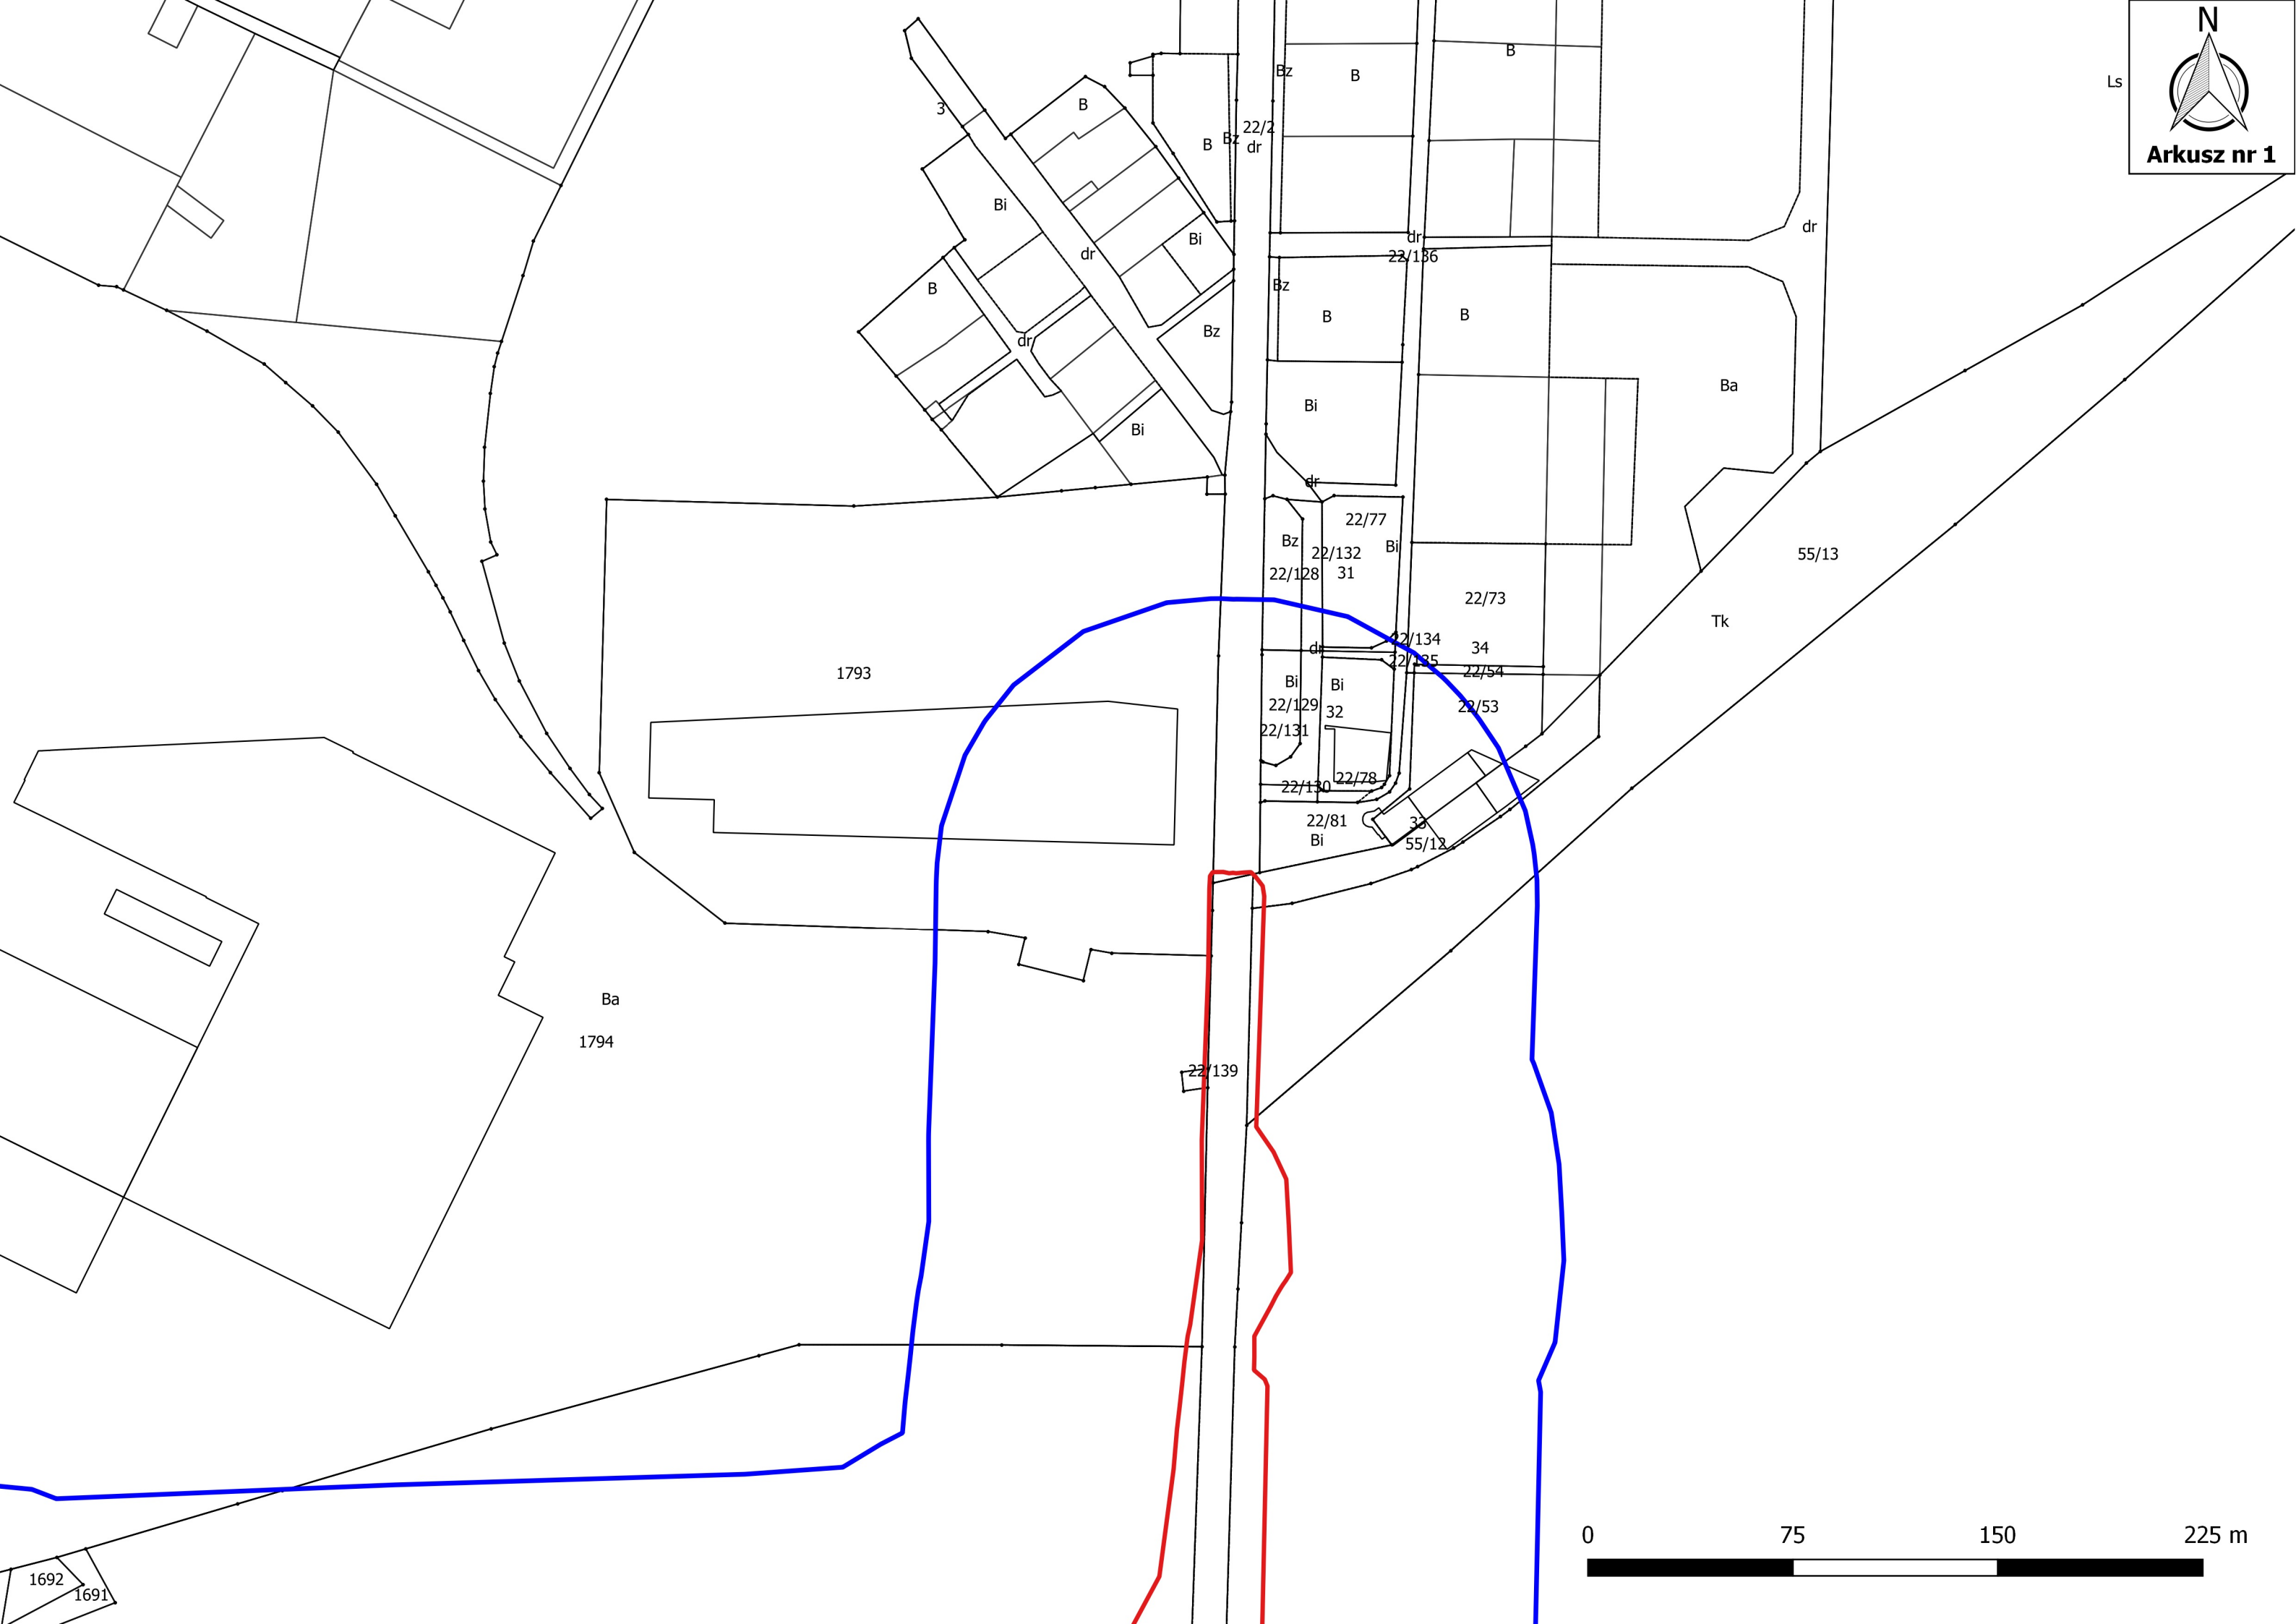 N
Arkusz nr 1
B
Ls
Bz
B
B
3
22/2
Bz
B
dr
Bi
dr
dr
Bi
dr
22/136
B
Bz
B
B
Bz
dr
Ba
Bi
Bi
dr
22/77
Bz
Bi
22/132
55/13
22/128
31
22/73
Tk
22/134
dr
34
22/135
22/54
1793
Bi
Bi
22/129
32
22/53
22/131
22/78
22/130
22/81
33
Bi
55/12
Ba
1794
22/139
0 75 150 225 m
1692
1691